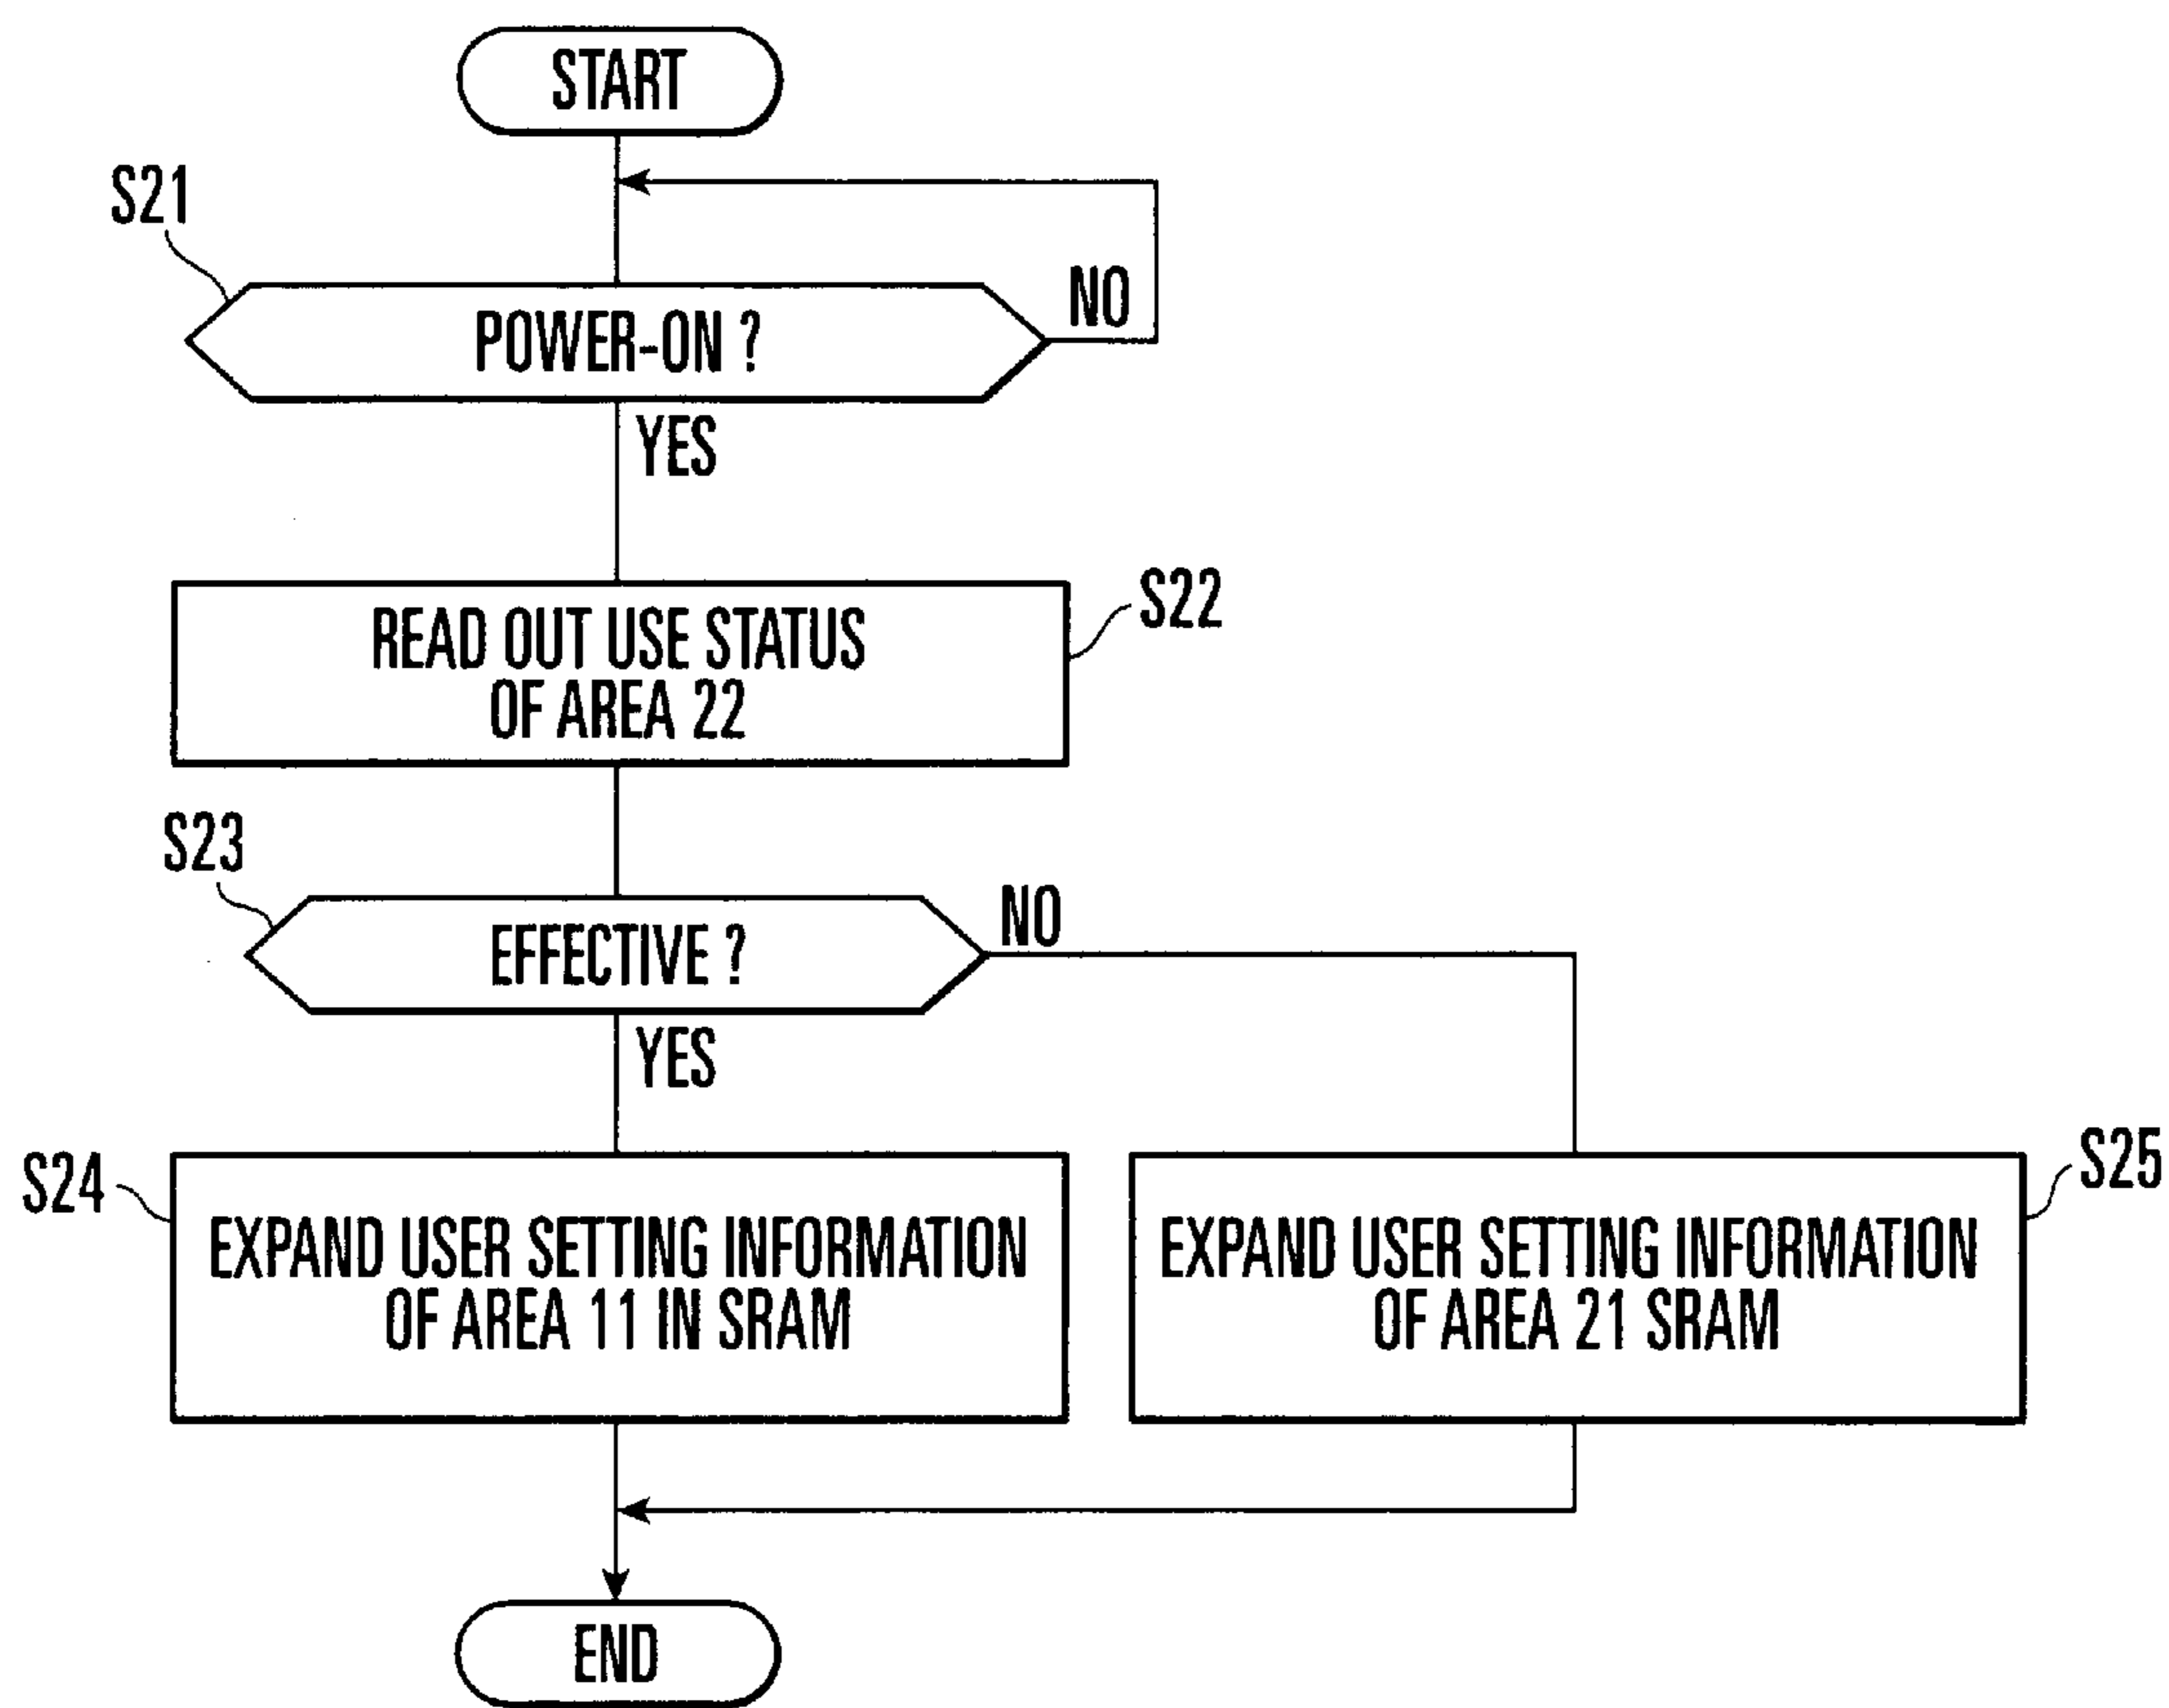 START
S21
NO
POWER-ON ?
YES
S22
READ OUT USE STATUS
OF AREA 22
S23
NO
EFFECTIVE ?
YES
S24
EXPAND USER SETTING INFORMATION
OF AREA 11 IN SRAM
S25
EXPAND USER SETTING INFORMATION
OF AREA 21 SRAM
END